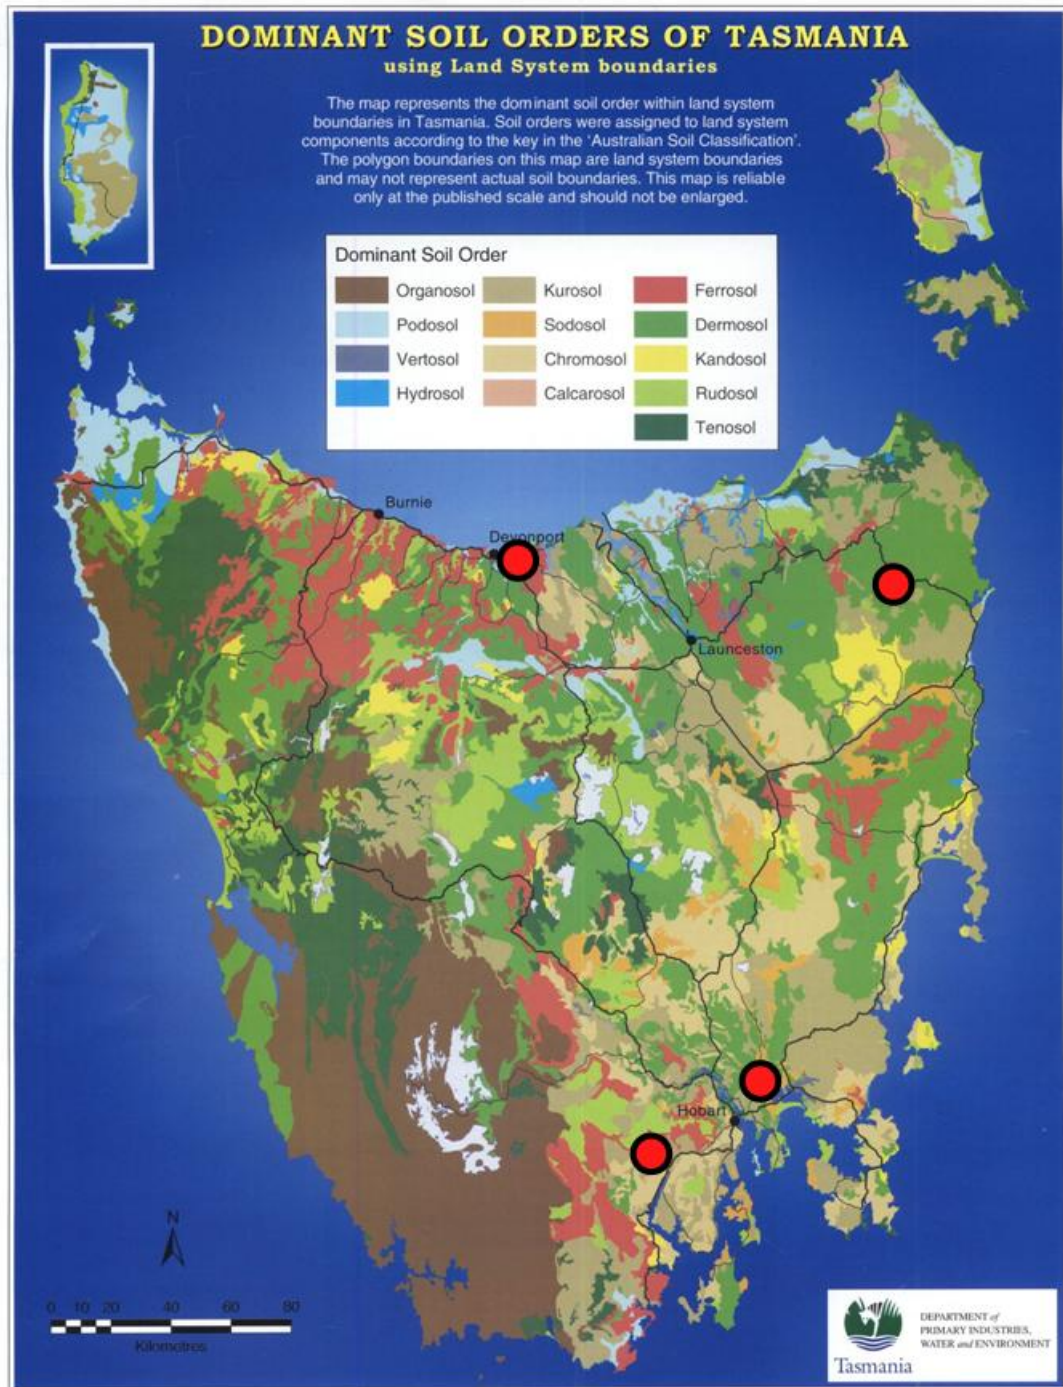 DOMINANT SOIL ORDERS OF TASMANIA
using Land System boundaries
The map represents the dominant soil order within land system
boundaries in Tasmania. Soil orders were assigned to land system
components according to the key in the 'Australian Soil Classification'.
The polygon boundaries on this map are land system boundaries
and may not represent actual soil boundaries. This map is reliable
only at the published scale and should not be enlarged.
Dominant Soil Order
Organosol
Kurosol
Ferrosol
Podosol
Sodosol
Dermosol
Vertosol
Chromosol
Kandosol
Hydrosol
Calcarosol
Rudosol
Tenosol
Burnie
Devonport
Launceston
Hobart
N
0 10 20 40 60 80
Kilometres
DEPARTMENT of
PRIMARY INDUSTRIES,
WATER and ENVIRONMENT
Tasmania